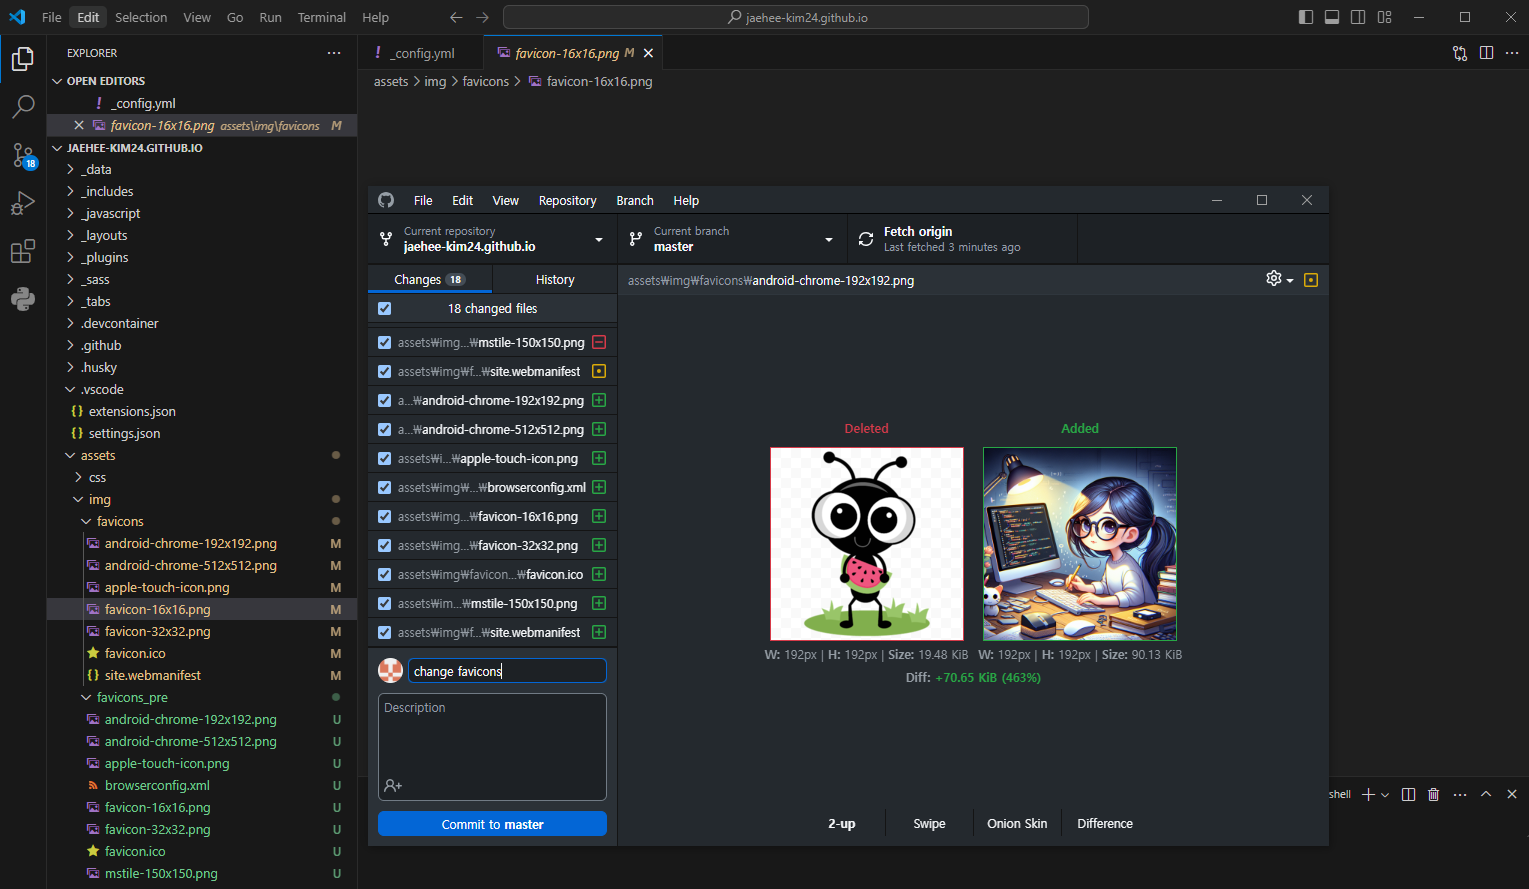 File Edit Selection View Go Run Terminal Help
jaehee-kim24.github.io
EXPLORER
OPEN EDITORS
! _config.yml
favicon-16x16.png assets\img\favicons M
JAEHEE-KIM24.GITHUB.IO
_data
_includes
_javascript
_layouts
_plugins
_sass
_tabs
.devcontainer
.github
.husky
.vscode
{} extensions.json
{} settings.json
assets
css
img
favicons
android-chrome-192x192.png M
android-chrome-512x512.png M
apple-touch-icon.png M
favicon-16x16.png M
favicon-32x32.png M
favicon.ico M
{} site.webmanifest M
favicons_pre
android-chrome-192x192.png U
android-chrome-512x512.png U
apple-touch-icon.png U
browserconfig.xml U
favicon-16x16.png U
favicon-32x32.png U
favicon.ico U
mstile-150x150.png U
18
! _config.yml
favicon-16x16.png M
assets > img > favicons > favicon-16x16.png
File Edit View Repository Branch Help
Current repository
jaehee-kim24.github.io
Current branch
master
Fetch origin
Last fetched 3 minutes ago
Changes 18
History
18 changed files
assets₩img...₩mstile-150x150.png
assets₩img₩f...₩site.webmanifest
a...₩android-chrome-192x192.png
a...₩android-chrome-512x512.png
assets₩i...₩apple-touch-icon.png
assets₩img₩...₩browserconfig.xml
assets₩img...₩favicon-16x16.png
assets₩img...₩favicon-32x32.png
assets₩img₩favicon...₩favicon.ico
assets₩im...₩mstile-150x150.png
assets₩img₩f...₩site.webmanifest
change favicons
Description
Commit to master
assets₩img₩favicons₩android-chrome-192x192.png
Deleted
Added
W: 192px | H: 192px | Size: 19.48 KiB
W: 192px | H: 192px | Size: 90.13 KiB
Diff: +70.65 KiB (463%)
2-up
Swipe
Onion Skin
Difference
shell